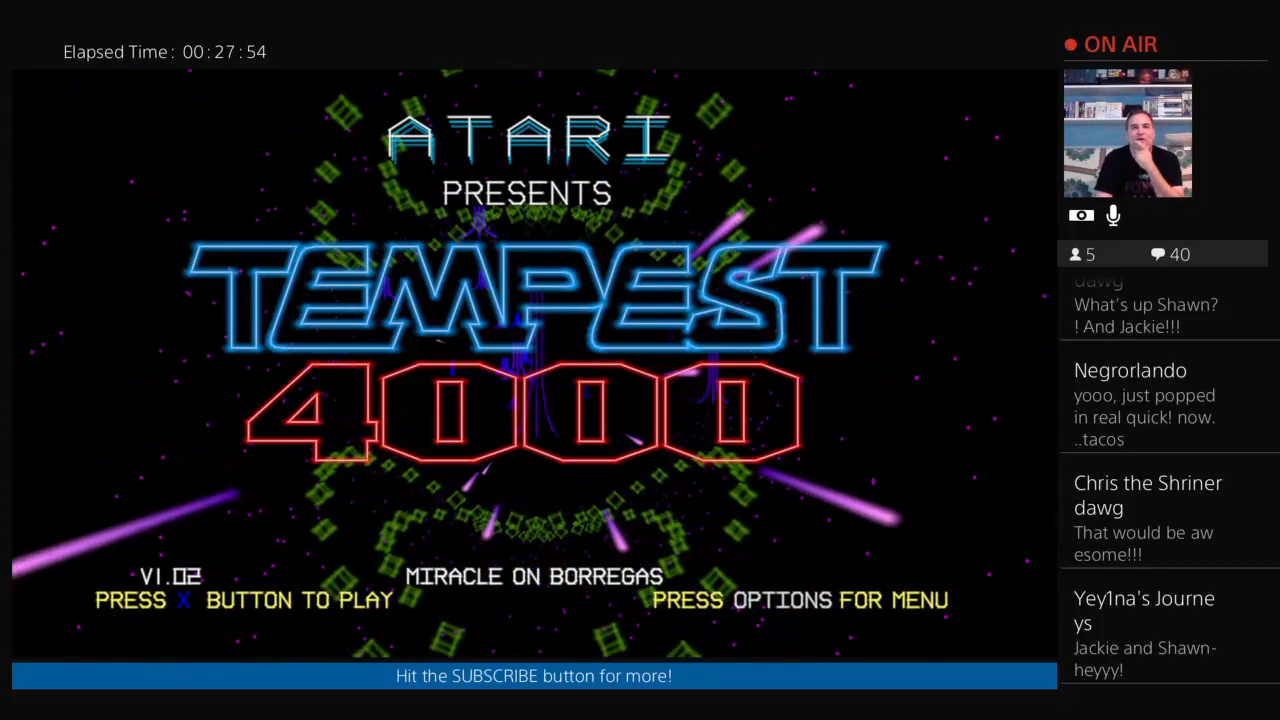 Elapsed Time: 00:27:54
ATARI
PRESENTS
TEMPEST
4000
V1.02
MIRACLE ON BORREGAS
PRESS X BUTTON TO PLAY
PRESS OPTIONS FOR MENU
Hit the SUBSCRIBE button for more!
ON AIR
5 40
dawg
What's up Shawn?
! And Jackie!!!
Negrorlando
yooo, just popped
in real quick! now.
..tacos
Chris the Shriner
dawg
That would be aw
esome!!!
Yey1na's Journe
ys
Jackie and Shawn-
heyyy!